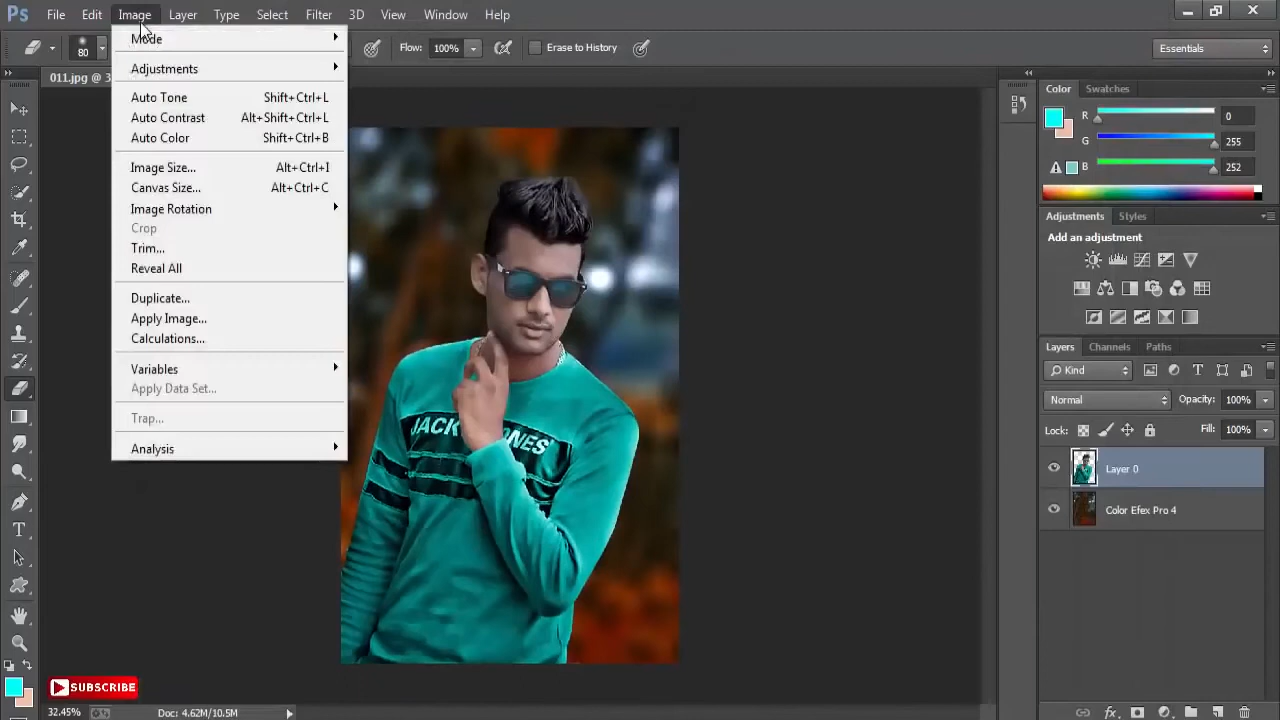 Ps File Edit Image Layer Type Select Filter 3D View Window Help
80 Flow: 100% Erase to History Essentials
011.jpg @ 3
Mode
Adjustments
Auto Tone Shift+Ctrl+L
Auto Contrast Alt+Shift+Ctrl+L
Auto Color Shift+Ctrl+B
Image Size... Alt+Ctrl+I
Canvas Size... Alt+Ctrl+C
Image Rotation
Crop
Trim...
Reveal All
Duplicate...
Apply Image...
Calculations...
Variables
Apply Data Set...
Trap...
Analysis
JACK JONES
Color Swatches
R 0
G 255
B 252
Adjustments Styles
Add an adjustment
Layers Channels Paths
Kind
Normal Opacity: 100%
Lock: Fill: 100%
Layer 0
Color Efex Pro 4
SUBSCRIBE
32.45% Doc: 4.62M/10.5M